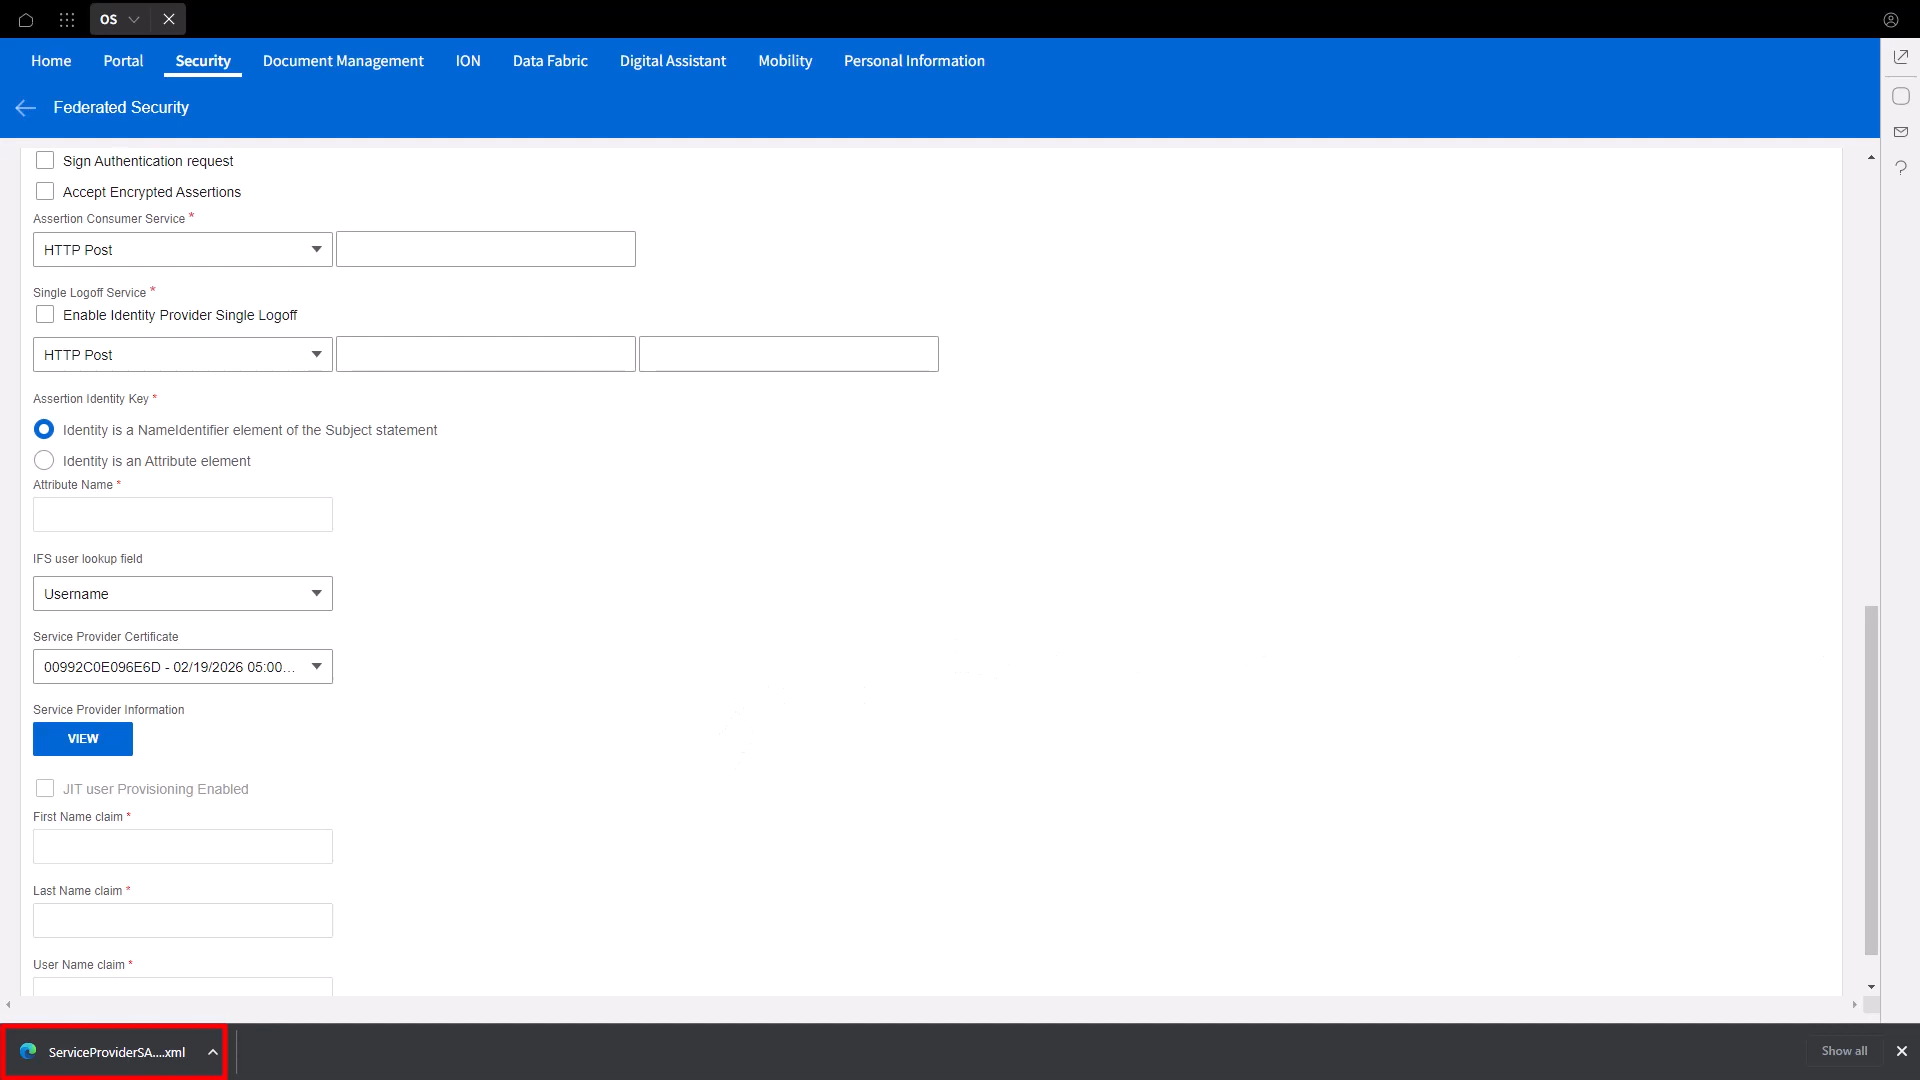 OS
Home Portal Security Document Management ION Data Fabric Digital Assistant Mobility Personal Information
Federated Security
Sign Authentication request
Accept Encrypted Assertions
Assertion Consumer Service *
HTTP Post
Single Logoff Service *
Enable Identity Provider Single Logoff
HTTP Post
Assertion Identity Key *
Identity is a NameIdentifier element of the Subject statement
Identity is an Attribute element
Attribute Name *
IFS user lookup field
Username
Service Provider Certificate
00992C0E096E6D - 02/19/2026 05:00...
Service Provider Information
VIEW
JIT user Provisioning Enabled
First Name claim *
Last Name claim *
User Name claim *
ServiceProviderSA....xml
Show all